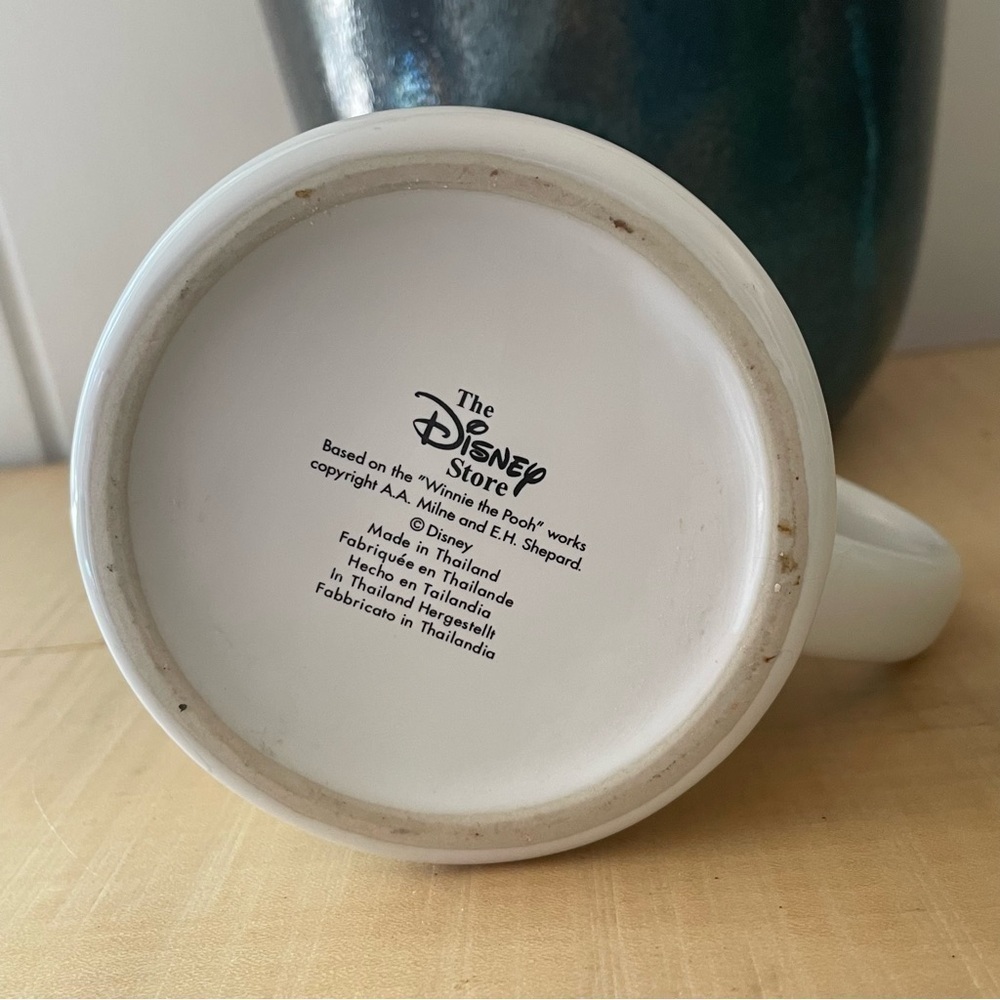 The
Disney
Store
Based on the "Winnie the Pooh" works
copyright A.A. Milne and E.H. Shepard.
© Disney
Made in Thailand
Fabriquée en Thaïlande
Hecho en Tailandia
In Thailand Hergestellt
Fabbricato in Thailandia